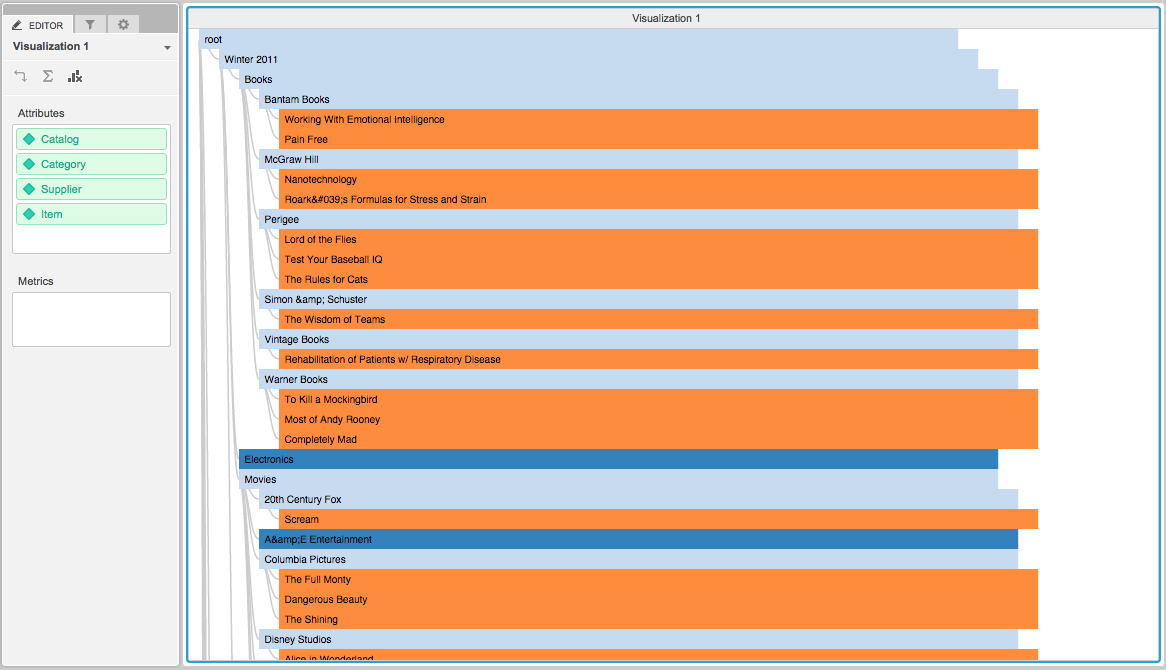 EDITOR
Visualization 1
Attributes
Catalog
Category
Supplier
Item
Metrics
Visualization 1
root
Winter 2011
Books
Bantam Books
Working With Emotional Intelligence
Pain Free
McGraw Hill
Nanotechnology
Roark&#039;s Formulas for Stress and Strain
Perigee
Lord of the Flies
Test Your Baseball IQ
The Rules for Cats
Simon &amp; Schuster
The Wisdom of Teams
Vintage Books
Rehabilitation of Patients w/ Respiratory Disease
Warner Books
To Kill a Mockingbird
Most of Andy Rooney
Completely Mad
Electronics
Movies
20th Century Fox
Scream
A&amp;E Entertainment
Columbia Pictures
The Full Monty
Dangerous Beauty
The Shining
Disney Studios
Alice in Wonderland